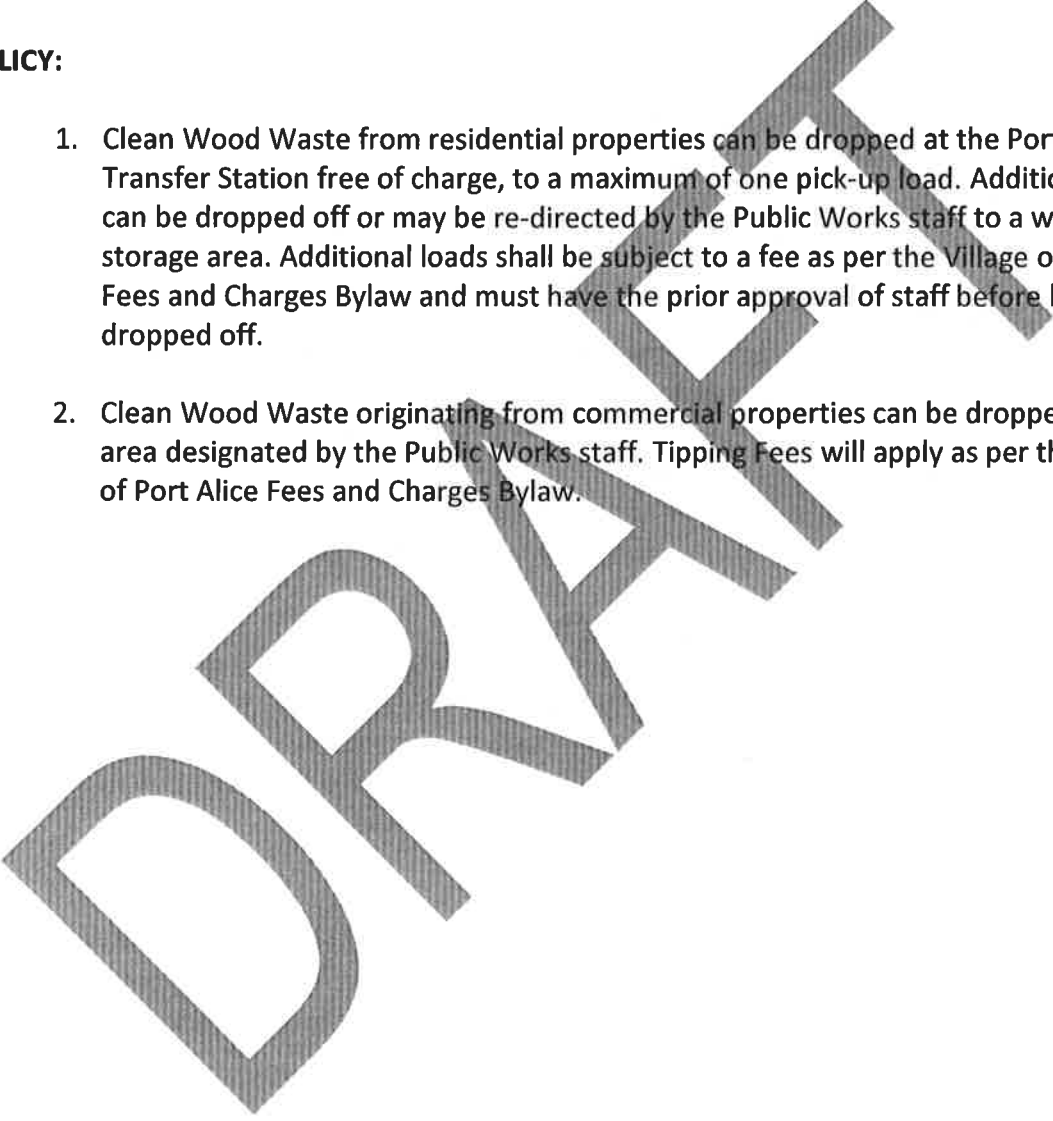 LICY:
1. Clean Wood Waste from residential properties can be dropped at the Por
Transfer Station free of charge, to a maximum of one pick-up load. Additio
can be dropped off or may be re-directed by the Public Works staff to a w
storage area. Additional loads shall be subject to a fee as per the Village o
Fees and Charges Bylaw and must have the prior approval of staff before
dropped off.
2. Clean Wood Waste originating from commercial properties can be droppe
area designated by the Public Works staff. Tipping Fees will apply as per th
of Port Alice Fees and Charges Bylaw.
DRAFT